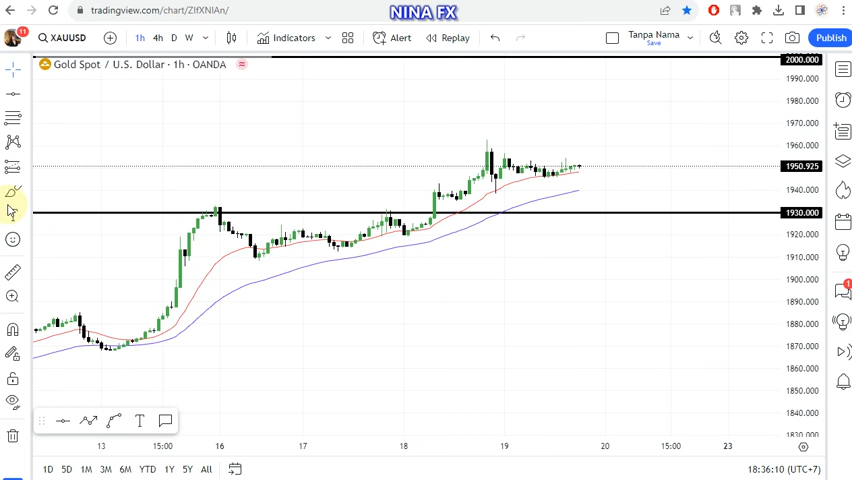 NINA FX
tradingview.com/chart/ZIfXNIAn/
11
XAUUSD
1h 4h D W
Indicators
Alert
Replay
Tanpa Nama
Save
Publish
Gold Spot / U.S. Dollar · 1h · OANDA
2000.000
1990.000
1980.000
1970.000
1960.000
1950.925
1940.000
1930.000
1920.000
1910.000
1900.000
1890.000
1880.000
1870.000
1860.000
1850.000
1840.000
1830.000
1
T
13 15:00 16 17 18 19 20 15:00 23
1D 5D 1M 3M 6M YTD 1Y 5Y All
18:36:10 (UTC+7)